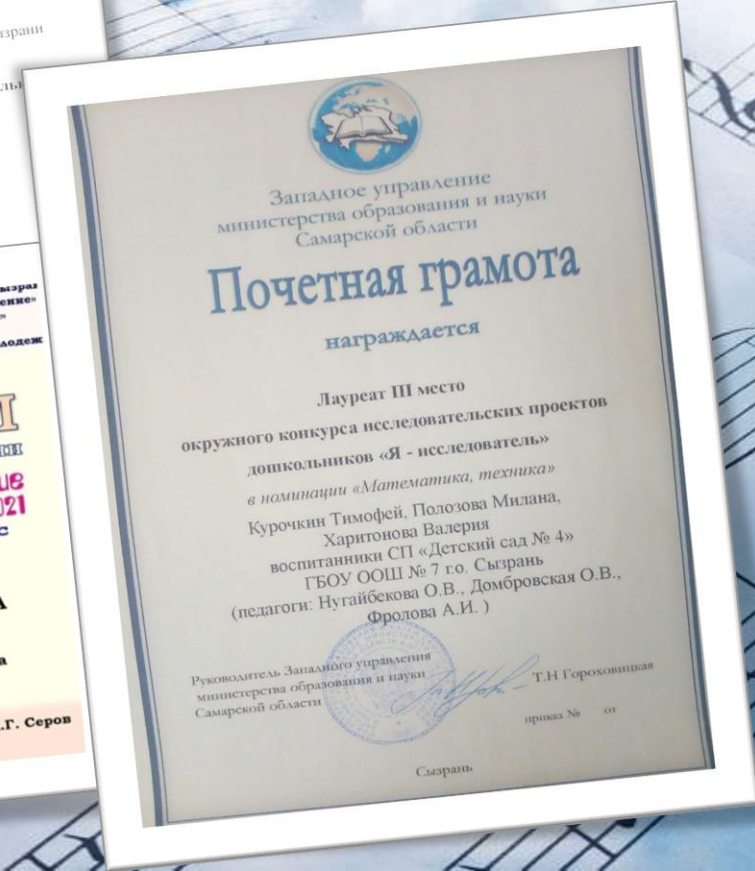 Западное управление
министерства образования и науки
Самарской области
Почетная грамота
награждается
Лауреат III место
окружного конкурса исследовательских проектов
дошкольников «Я - исследователь»
в номинации «Математика, техника»
Курочкин Тимофей, Полозова Милана,
Харитонова Валерия
воспитанники СП «Детский сад № 4»
ГБОУ ООШ № 7 г.о. Сызрань
(педагоги: Нугайбекова О.В., Домбровская О.В.,
Фролова А.И. )
Руководитель Западного управления
министерства образования и науки
Самарской области
Т.Н Гороховицкая
приказ № от
Сызрань
.Г. Серов